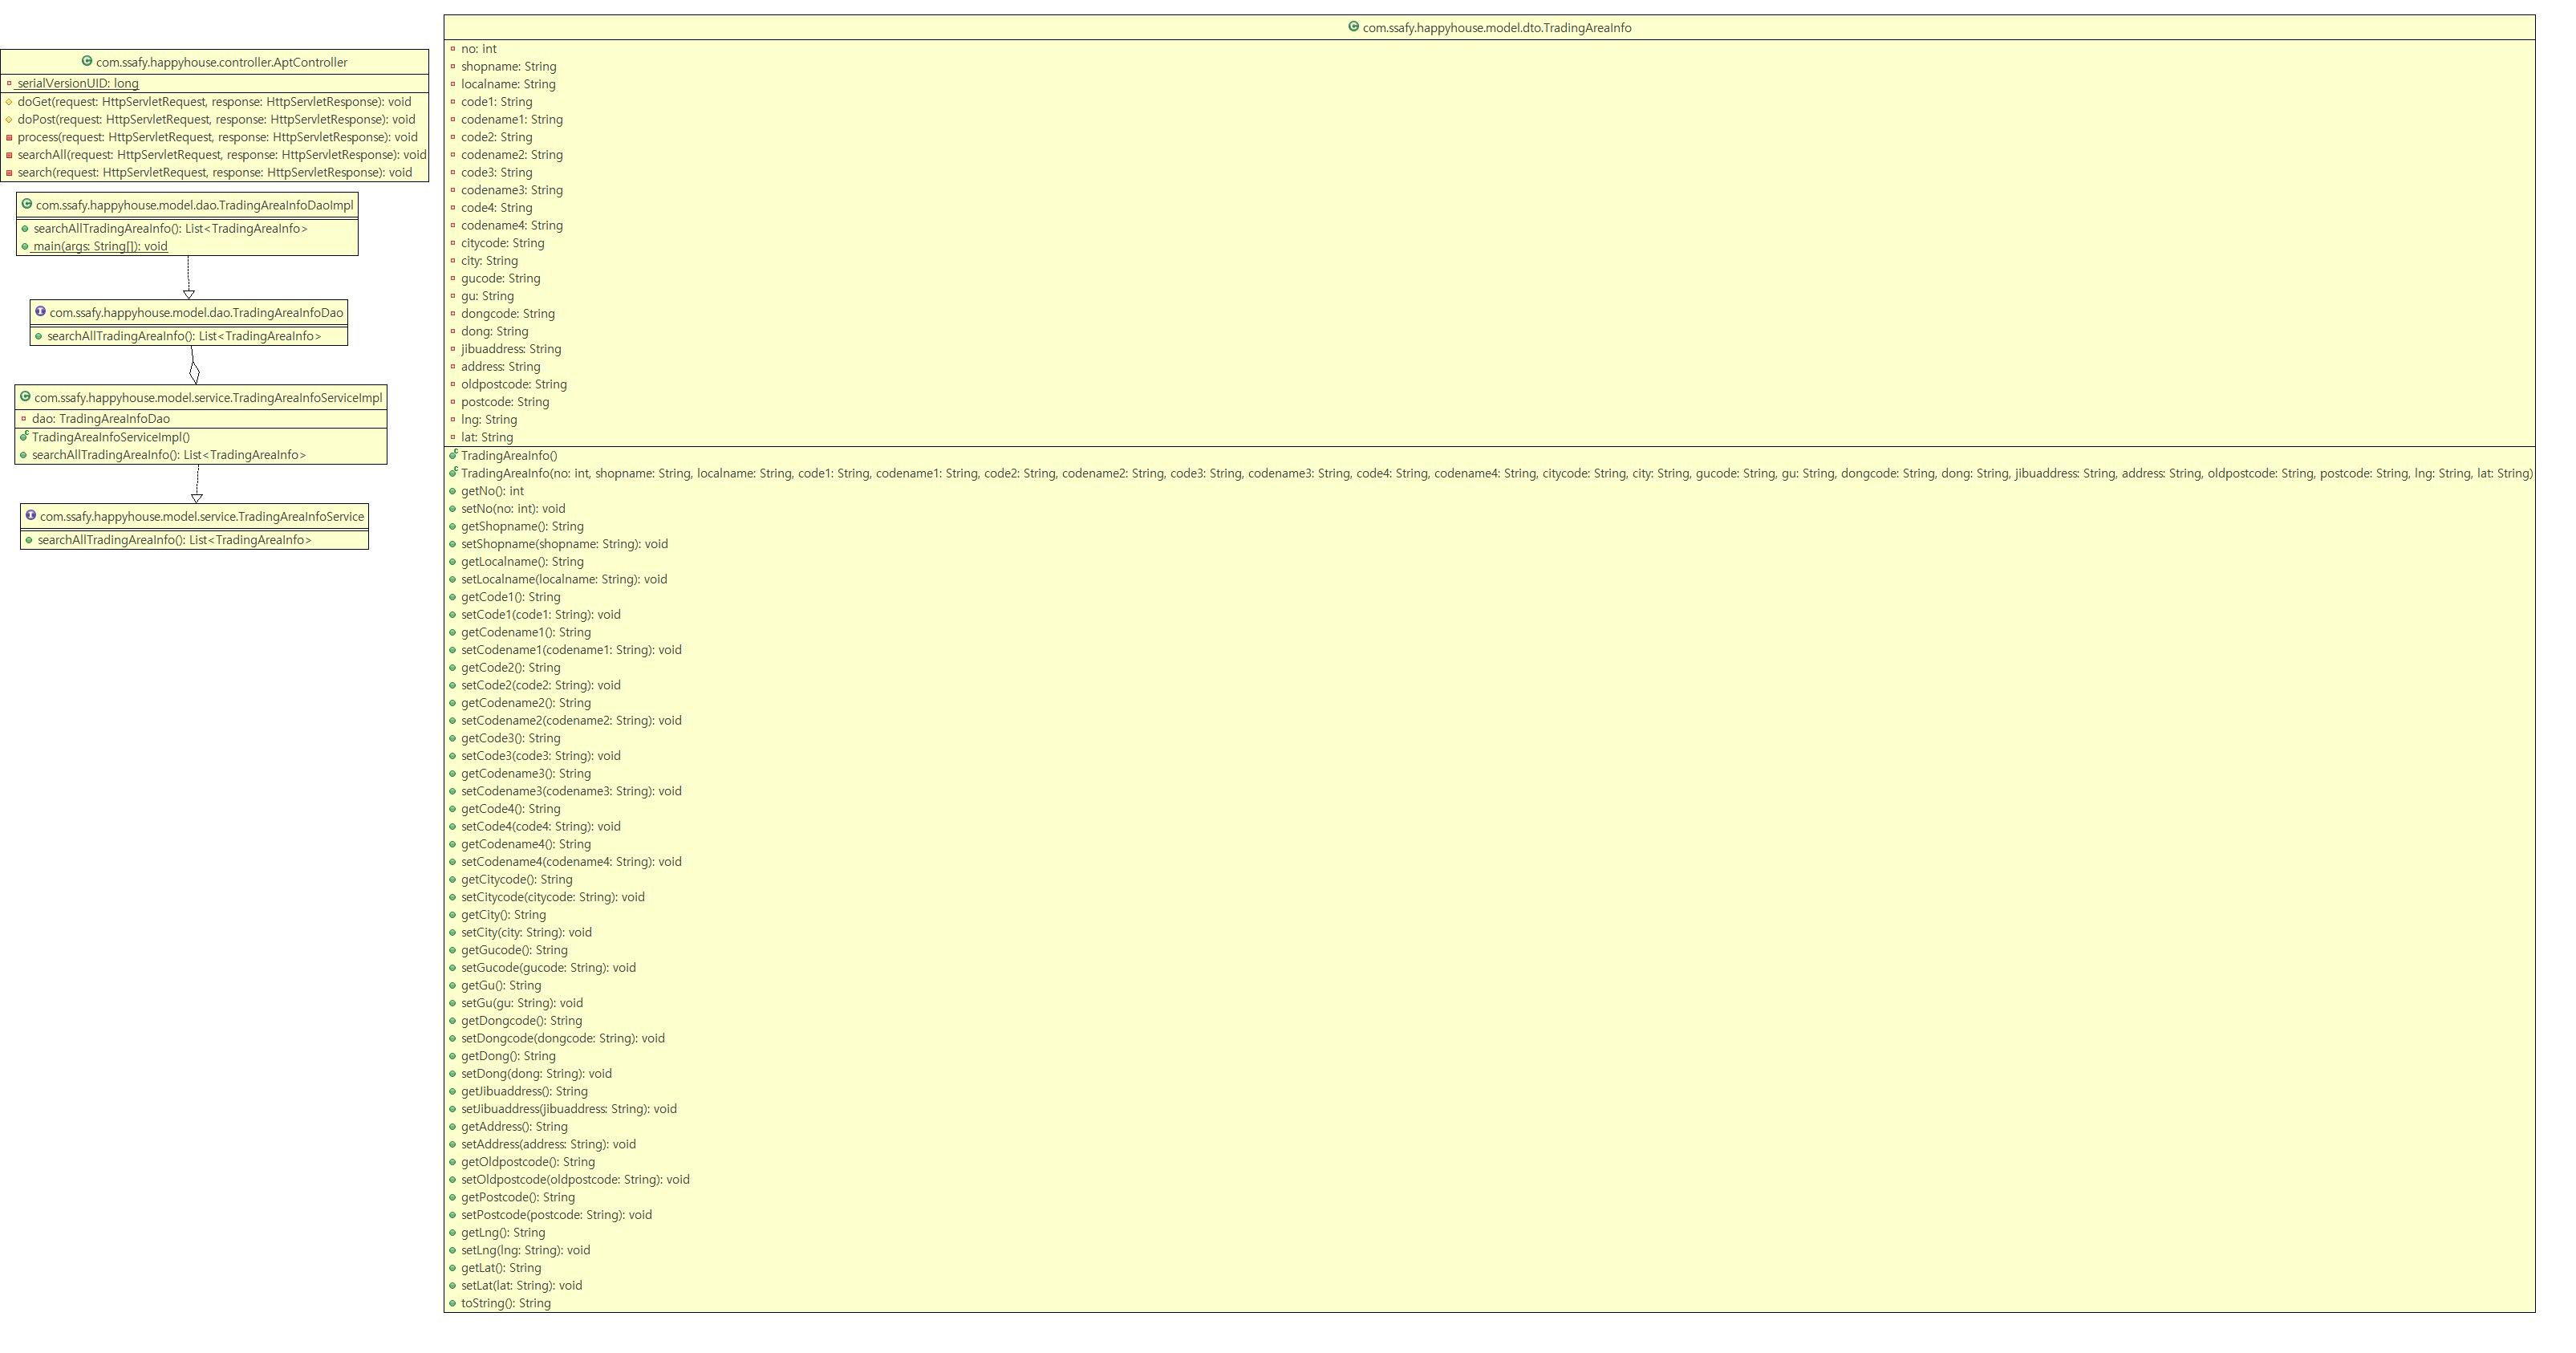 com.ssafy.happyhouse.controller.AptController
serialVersionUID: long
doGet(request: HttpServletRequest, response: HttpServletResponse): void
doPost(request: HttpServletRequest, response: HttpServletResponse): void
process(request: HttpServletRequest, response: HttpServletResponse): void
searchAll(request: HttpServletRequest, response: HttpServletResponse): void
search(request: HttpServletRequest, response: HttpServletResponse): void
com.ssafy.happyhouse.model.dao.TradingAreaInfoDaoImpl
searchAllTradingAreaInfo(): List<TradingAreaInfo>
main(args: String[]): void
com.ssafy.happyhouse.model.dao.TradingAreaInfoDao
searchAllTradingAreaInfo(): List<TradingAreaInfo>
com.ssafy.happyhouse.model.service.TradingAreaInfoServiceImpl
dao: TradingAreaInfoDao
TradingAreaInfoServiceImpl()
searchAllTradingAreaInfo(): List<TradingAreaInfo>
com.ssafy.happyhouse.model.service.TradingAreaInfoService
searchAllTradingAreaInfo(): List<TradingAreaInfo>
com.ssafy.happyhouse.model.dto.TradingAreaInfo
no: int
shopname: String
localname: String
code1: String
codename1: String
code2: String
codename2: String
code3: String
codename3: String
code4: String
codename4: String
citycode: String
city: String
gucode: String
gu: String
dongcode: String
dong: String
jibuaddress: String
address: String
oldpostcode: String
postcode: String
lng: String
lat: String
TradingAreaInfo()
TradingAreaInfo(no: int, shopname: String, localname: String, code1: String, codename1: String, code2: String, codename2: String, code3: String, codename3: String, code4: String, codename4: String, citycode: String, city: String, gucode: String, gu: String, dongcode: String, dong: String, jibuaddress: String, address: String, oldpostcode: String, postcode: String, lng: String, lat: String)
getNo(): int
setNo(no: int): void
getShopname(): String
setShopname(shopname: String): void
getLocalname(): String
setLocalname(localname: String): void
getCode1(): String
setCode1(code1: String): void
getCodename1(): String
setCodename1(codename1: String): void
getCode2(): String
setCode2(code2: String): void
getCodename2(): String
setCodename2(codename2: String): void
getCode3(): String
setCode3(code3: String): void
getCodename3(): String
setCodename3(codename3: String): void
getCode4(): String
setCode4(code4: String): void
getCodename4(): String
setCodename4(codename4: String): void
getCitycode(): String
setCitycode(citycode: String): void
getCity(): String
setCity(city: String): void
getGucode(): String
setGucode(gucode: String): void
getGu(): String
setGu(gu: String): void
getDongcode(): String
setDongcode(dongcode: String): void
getDong(): String
setDong(dong: String): void
getJibuaddress(): String
setJibuaddress(jibuaddress: String): void
getAddress(): String
setAddress(address: String): void
getOldpostcode(): String
setOldpostcode(oldpostcode: String): void
getPostcode(): String
setPostcode(postcode: String): void
getLng(): String
setLng(lng: String): void
getLat(): String
setLat(lat: String): void
toString(): String